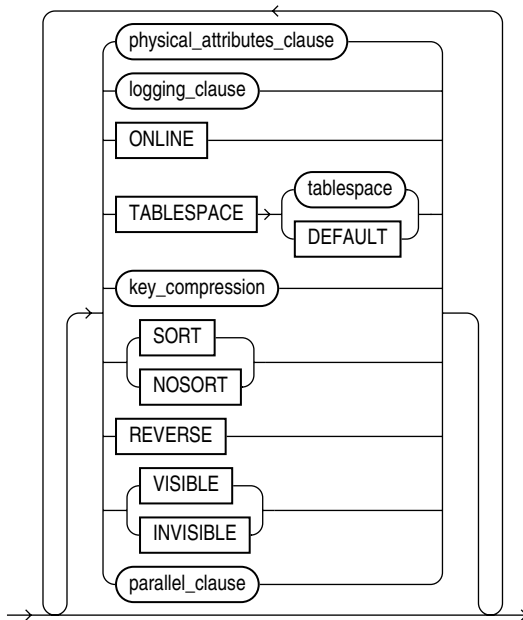 physical_attributes_clause
logging_clause
ONLINE
TABLESPACE
tablespace
DEFAULT
key_compression
SORT
NOSORT
REVERSE
VISIBLE
INVISIBLE
parallel_clause